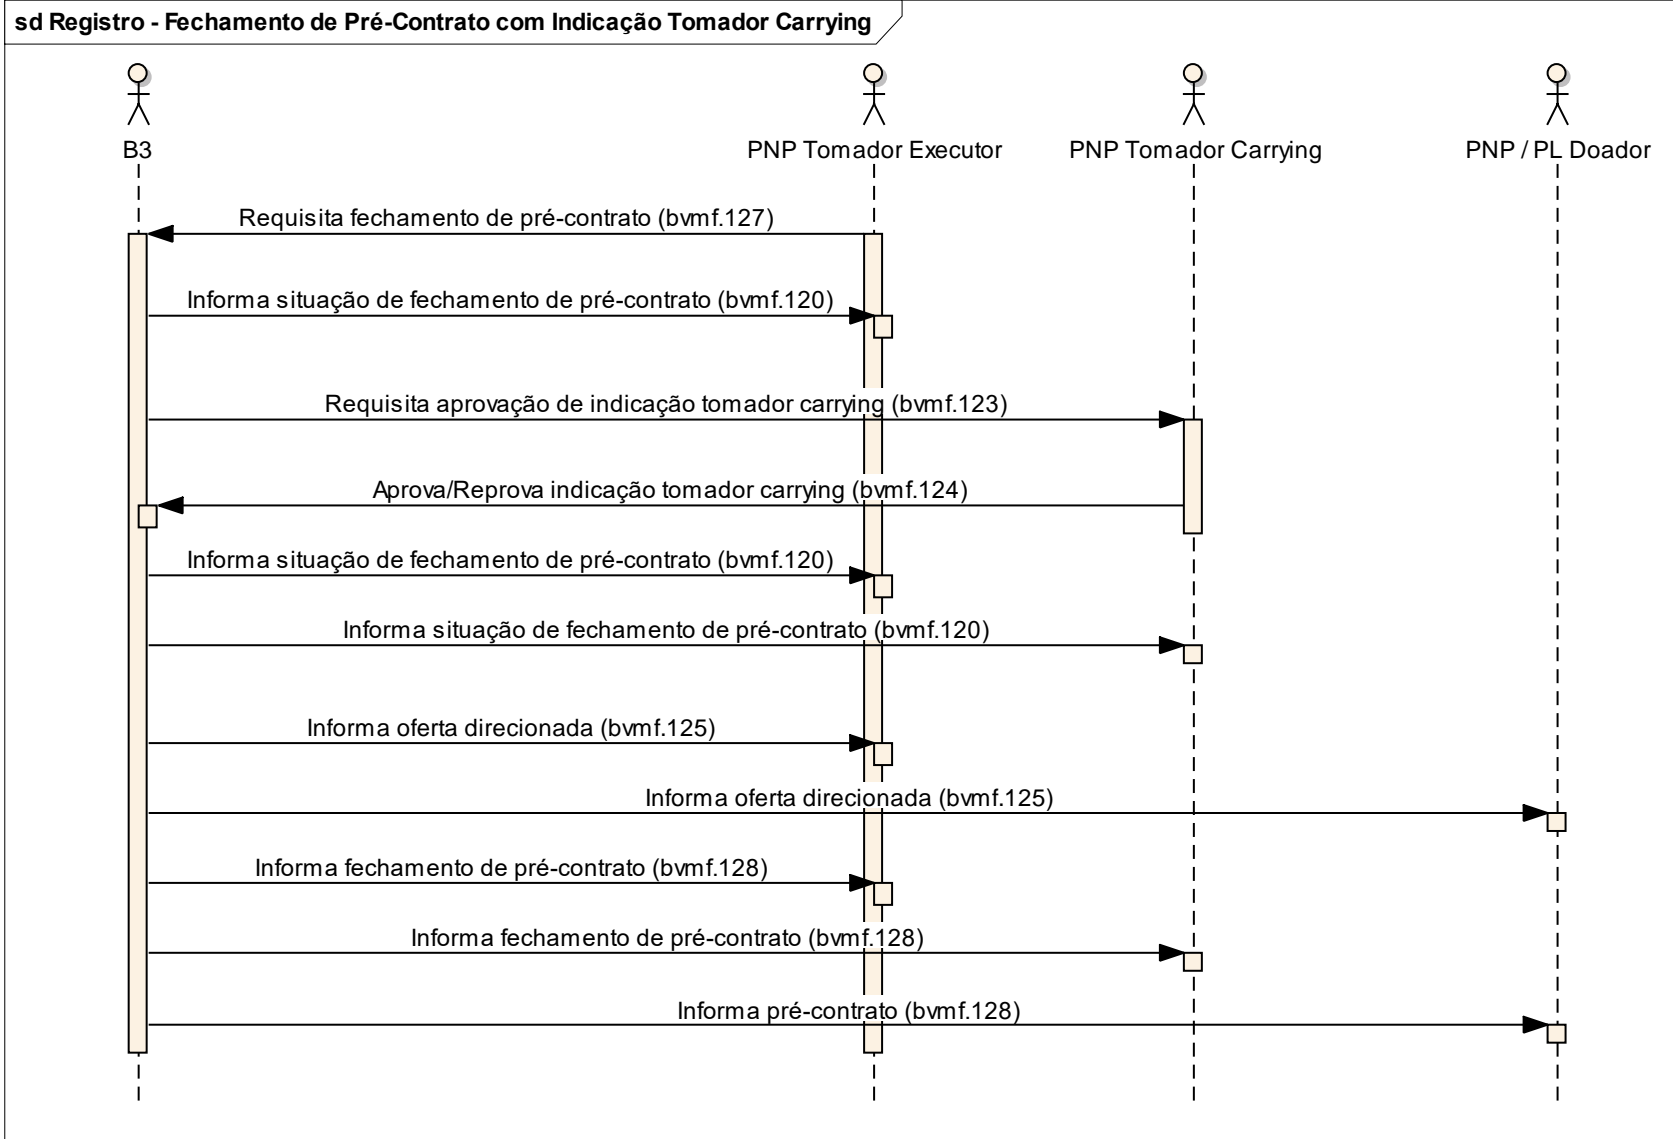 sd Registro - Fechamento de Pré-Contrato com Indicação Tomador Carrying
B3
PNP Tomador Executor
PNP Tomador Carrying
PNP / PL Doador
Requisita fechamento de pré-contrato (bvmf.127)
Informa situação de fechamento de pré-contrato (bvmf.120)
Requisita aprovação de indicação tomador carrying (bvmf.123)
Aprova/Reprova indicação tomador carrying (bvmf.124)
Informa situação de fechamento de pré-contrato (bvmf.120)
Informa situação de fechamento de pré-contrato (bvmf.120)
Informa oferta direcionada (bvmf.125)
Informa oferta direcionada (bvmf.125)
Informa fechamento de pré-contrato (bvmf.128)
Informa fechamento de pré-contrato (bvmf.128)
Informa pré-contrato (bvmf.128)